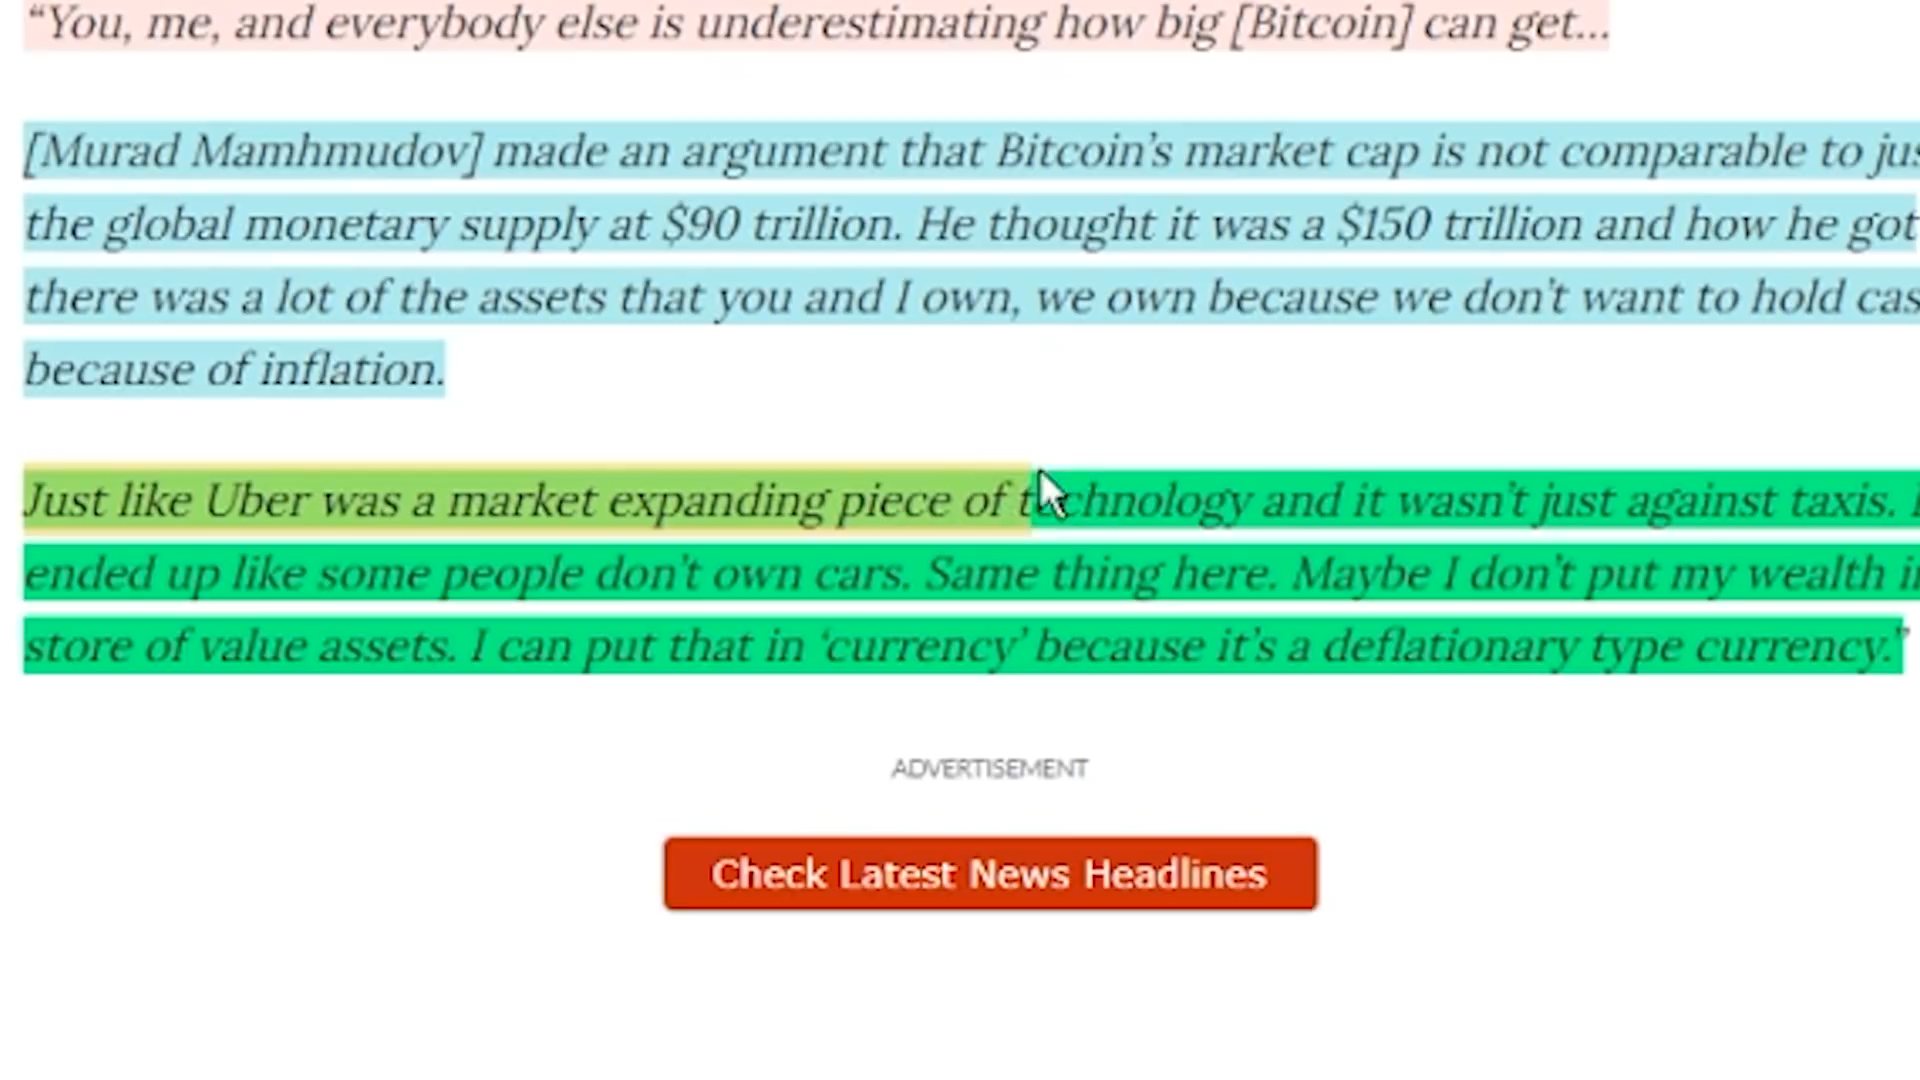 “You, me, and everybody else is underestimating how big [Bitcoin] can get…
[Murad Mamhmudov] made an argument that Bitcoin’s market cap is not comparable to
the global monetary supply at $90 trillion. He thought it was a $150 trillion and how he got
there was a lot of the assets that you and I own, we own because we don’t want to hold
because of inflation.
Just like Uber was a market expanding piece of technology and it wasn’t just against taxis.
ended up like some people don’t own cars. Same thing here. Maybe I don’t put my wealth
store of value assets. I can put that in ‘currency’ because it’s a deflationary type currency.”
ADVERTISEMENT
Check Latest News Headlines